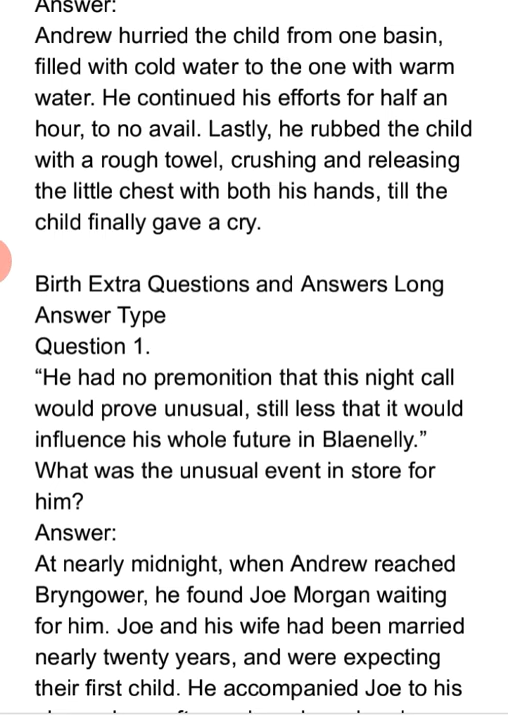 Answer:
Andrew hurried the child from one basin,
filled with cold water to the one with warm
water. He continued his efforts for half an
hour, to no avail. Lastly, he rubbed the child
with a rough towel, crushing and releasing
the little chest with both his hands, till the
child finally gave a cry.
Birth Extra Questions and Answers Long
Answer Type
Question 1.
“He had no premonition that this night call
would prove unusual, still less that it would
influence his whole future in Blaenelly.”
What was the unusual event in store for
him?
Answer:
At nearly midnight, when Andrew reached
Bryngower, he found Joe Morgan waiting
for him. Joe and his wife had been married
nearly twenty years, and were expecting
their first child. He accompanied Joe to his